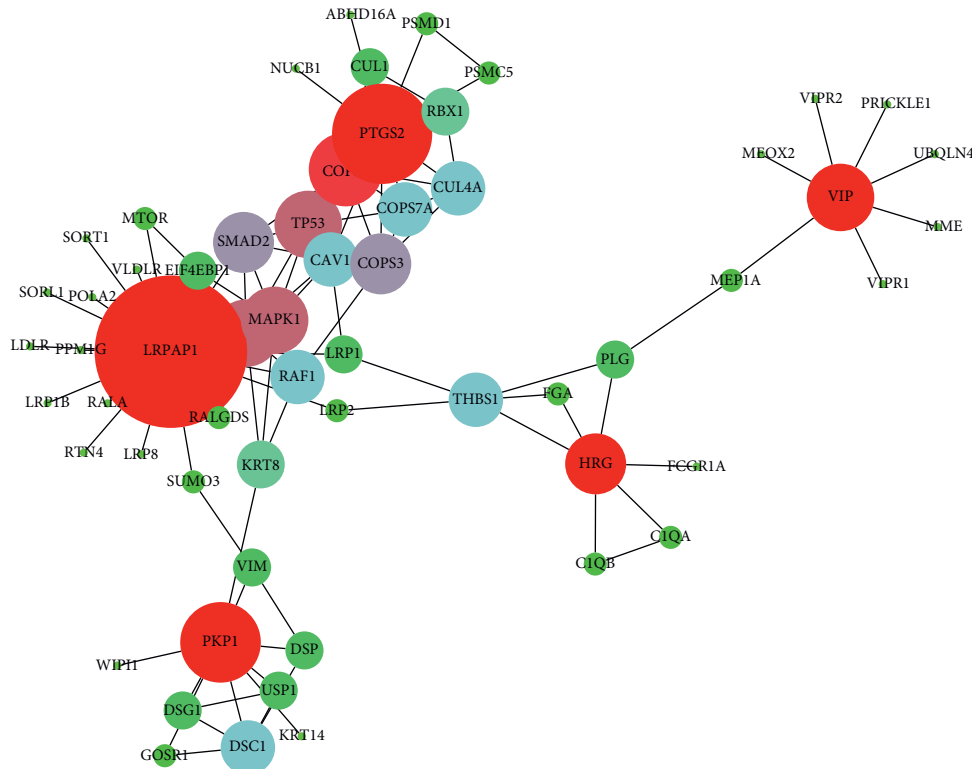 ABHD16A
PSMD1
NUCB1
CUL1
PSMC5
RBX1
PTGS2
VIPR2
PRICKLE1
MEOX2
UBQLN4
COP
CUL4A
VIP
COPS7A
MTOR
TP53
MME
SORT1
SMAD2
CAV1
COPS3
VLDLR
EIF4EBP1
MEP1A
VIPR1
SORL1
POLA2
MAPK1
LDLR
PPM1G
LRPAP1
LRP1
PLG
RAF1
LRP1B
RALA
RALGDS
LRP2
THBS1
FGA
RTN4
LRP8
KRT8
HRG
FCGR1A
SUMO3
C1QA
VIM
C1QB
PKP1
DSP
WIPI1
USP1
DSG1
KRT14
GOSR1
DSC1